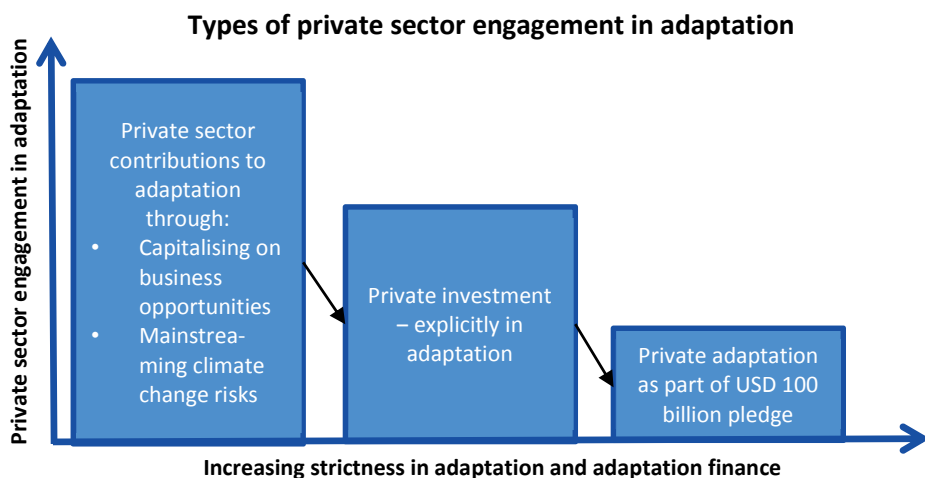 Types of private sector engagement in adaptation
Private sector engagement in adaptation
Private sector
contributions to
adaptation
through:
• Capitalising on
business
opportunities
• Mainstrea-
ming climate
change risks
Private investment
– explicitly in
adaptation
Private adaptation
as part of USD 100
billion pledge
Increasing strictness in adaptation and adaptation finance